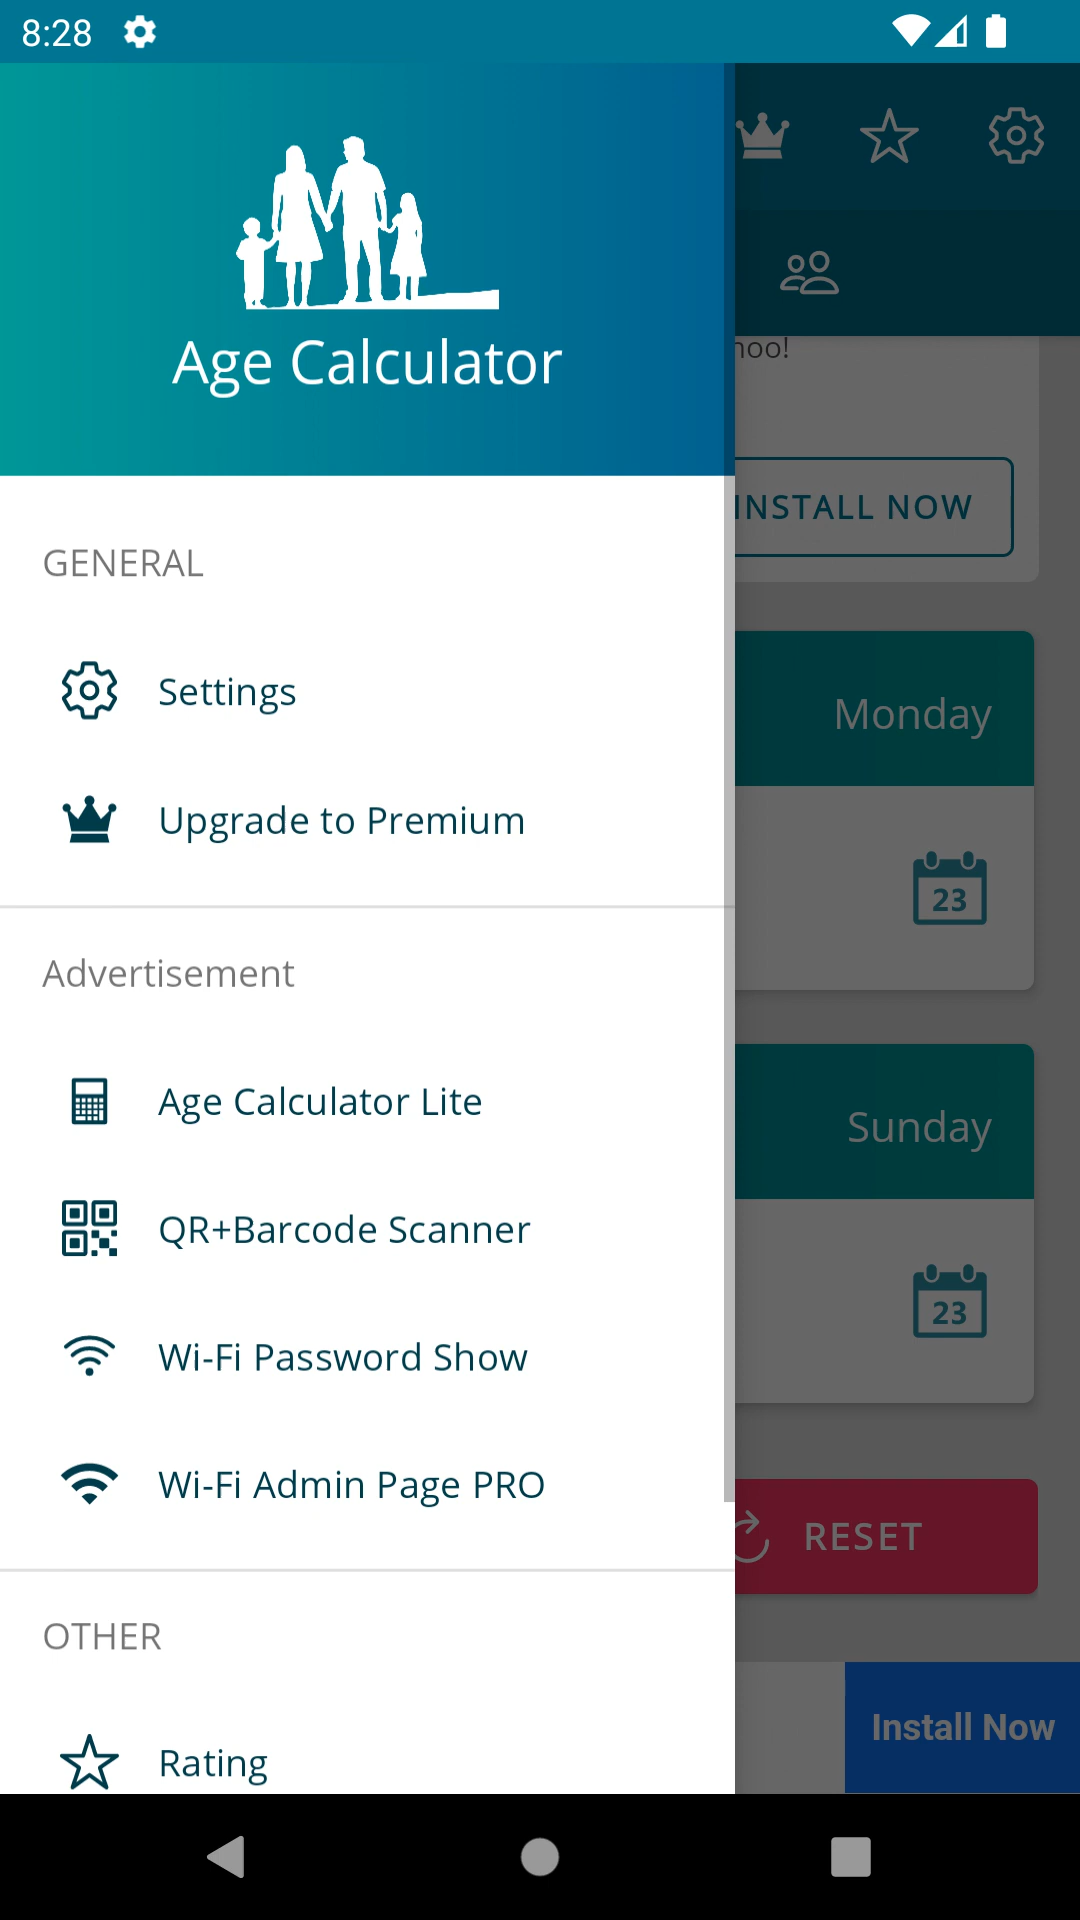 8:28
Age Calculator
hoo!
INSTALL NOW
GENERAL
Settings
Monday
Upgrade to Premium
23
Advertisement
Age Calculator Lite
Sunday
QR+Barcode Scanner
23
Wi-Fi Password Show
Wi-Fi Admin Page PRO
RESET
OTHER
Install Now
Rating